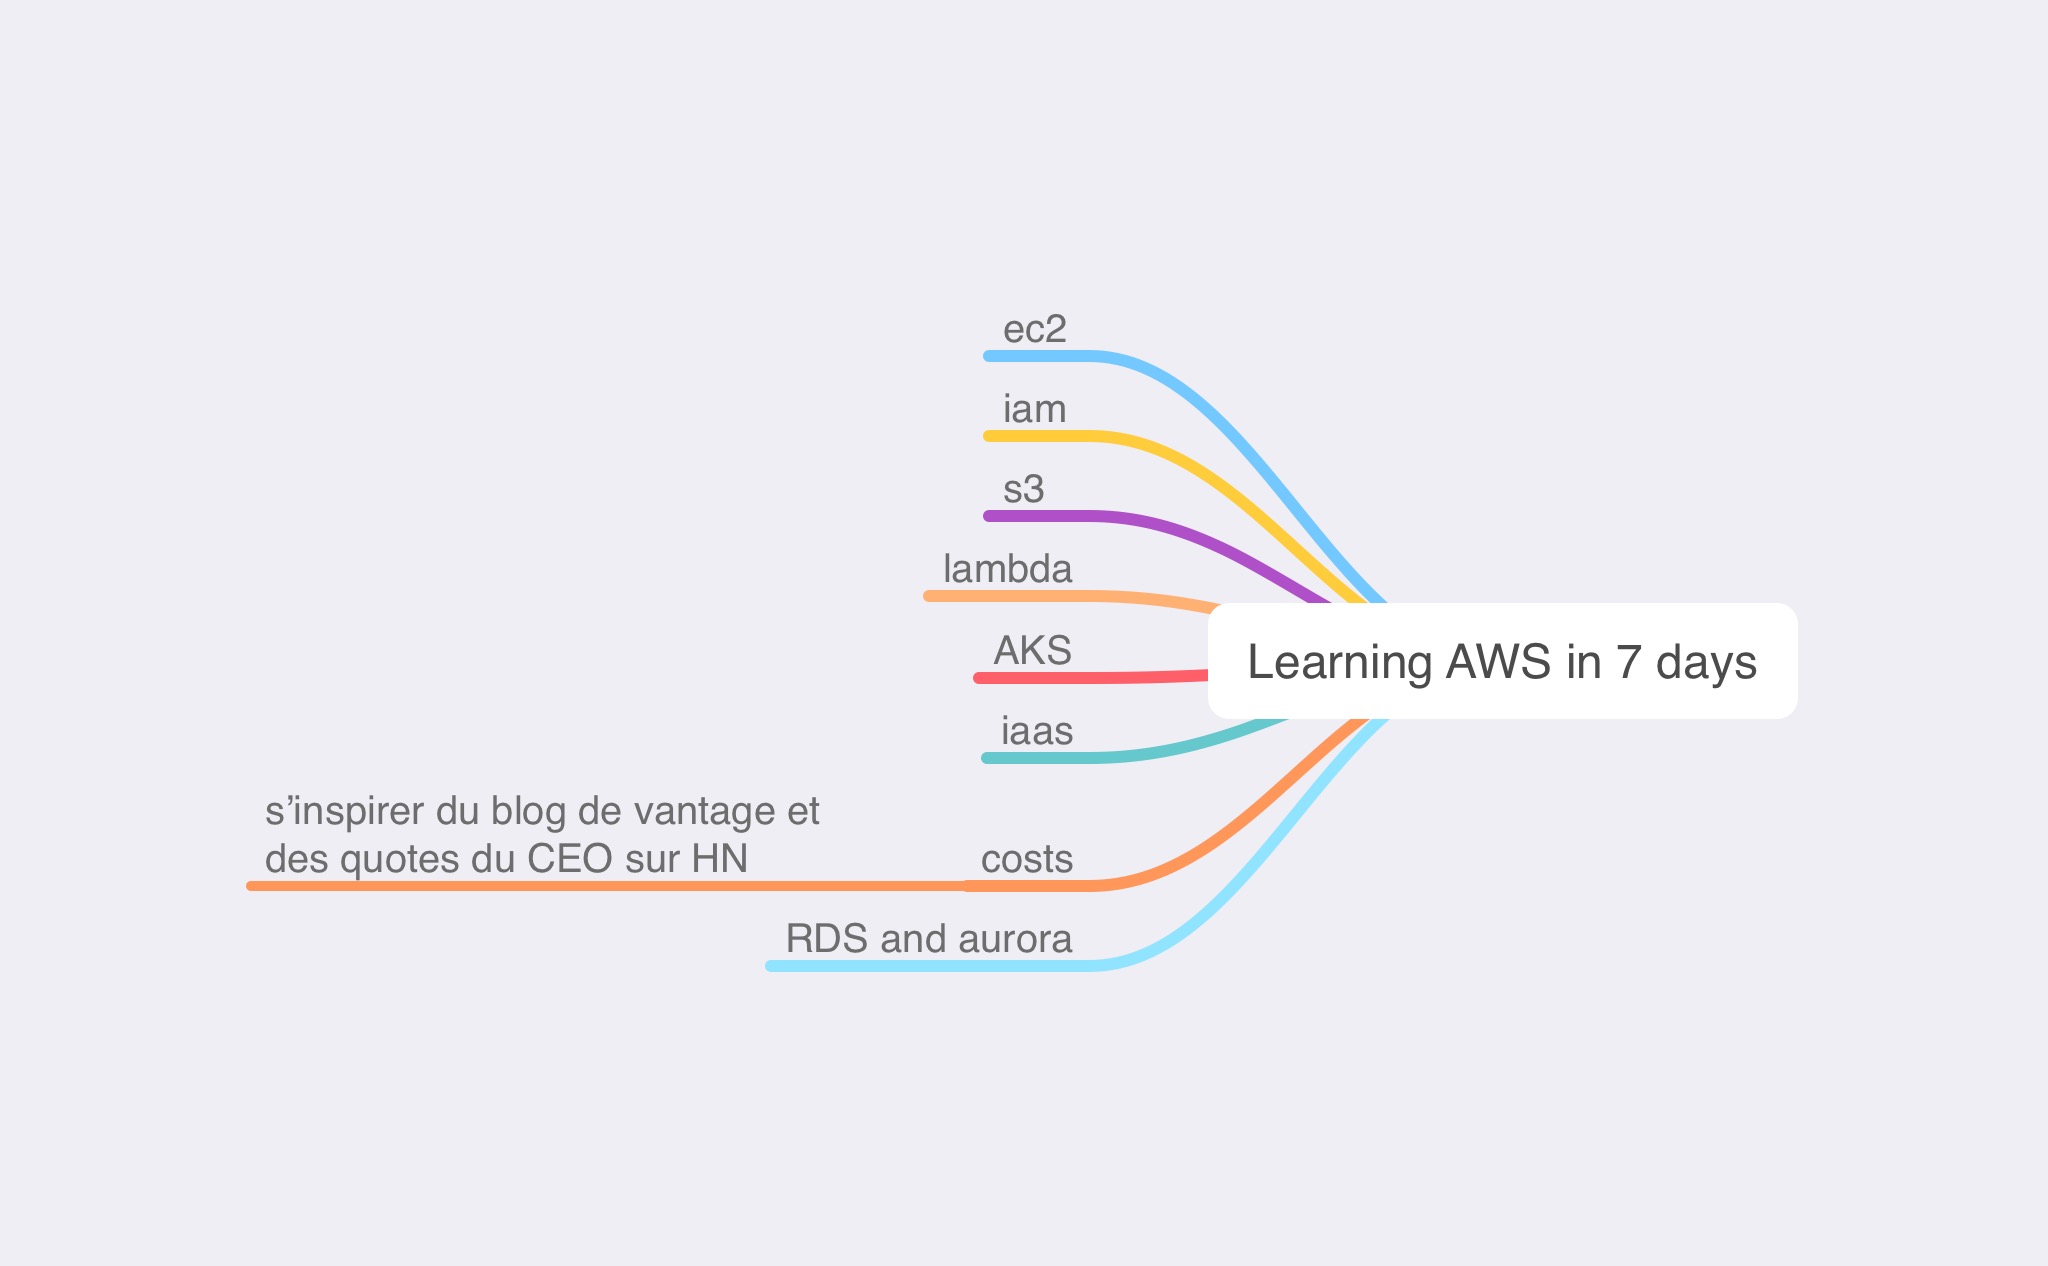 ec2
iam
s3
lambda
AKS
Learning AWS in 7 days
iaas
s’inspirer du blog de vantage et
des quotes du CEO sur HN
costs
RDS and aurora